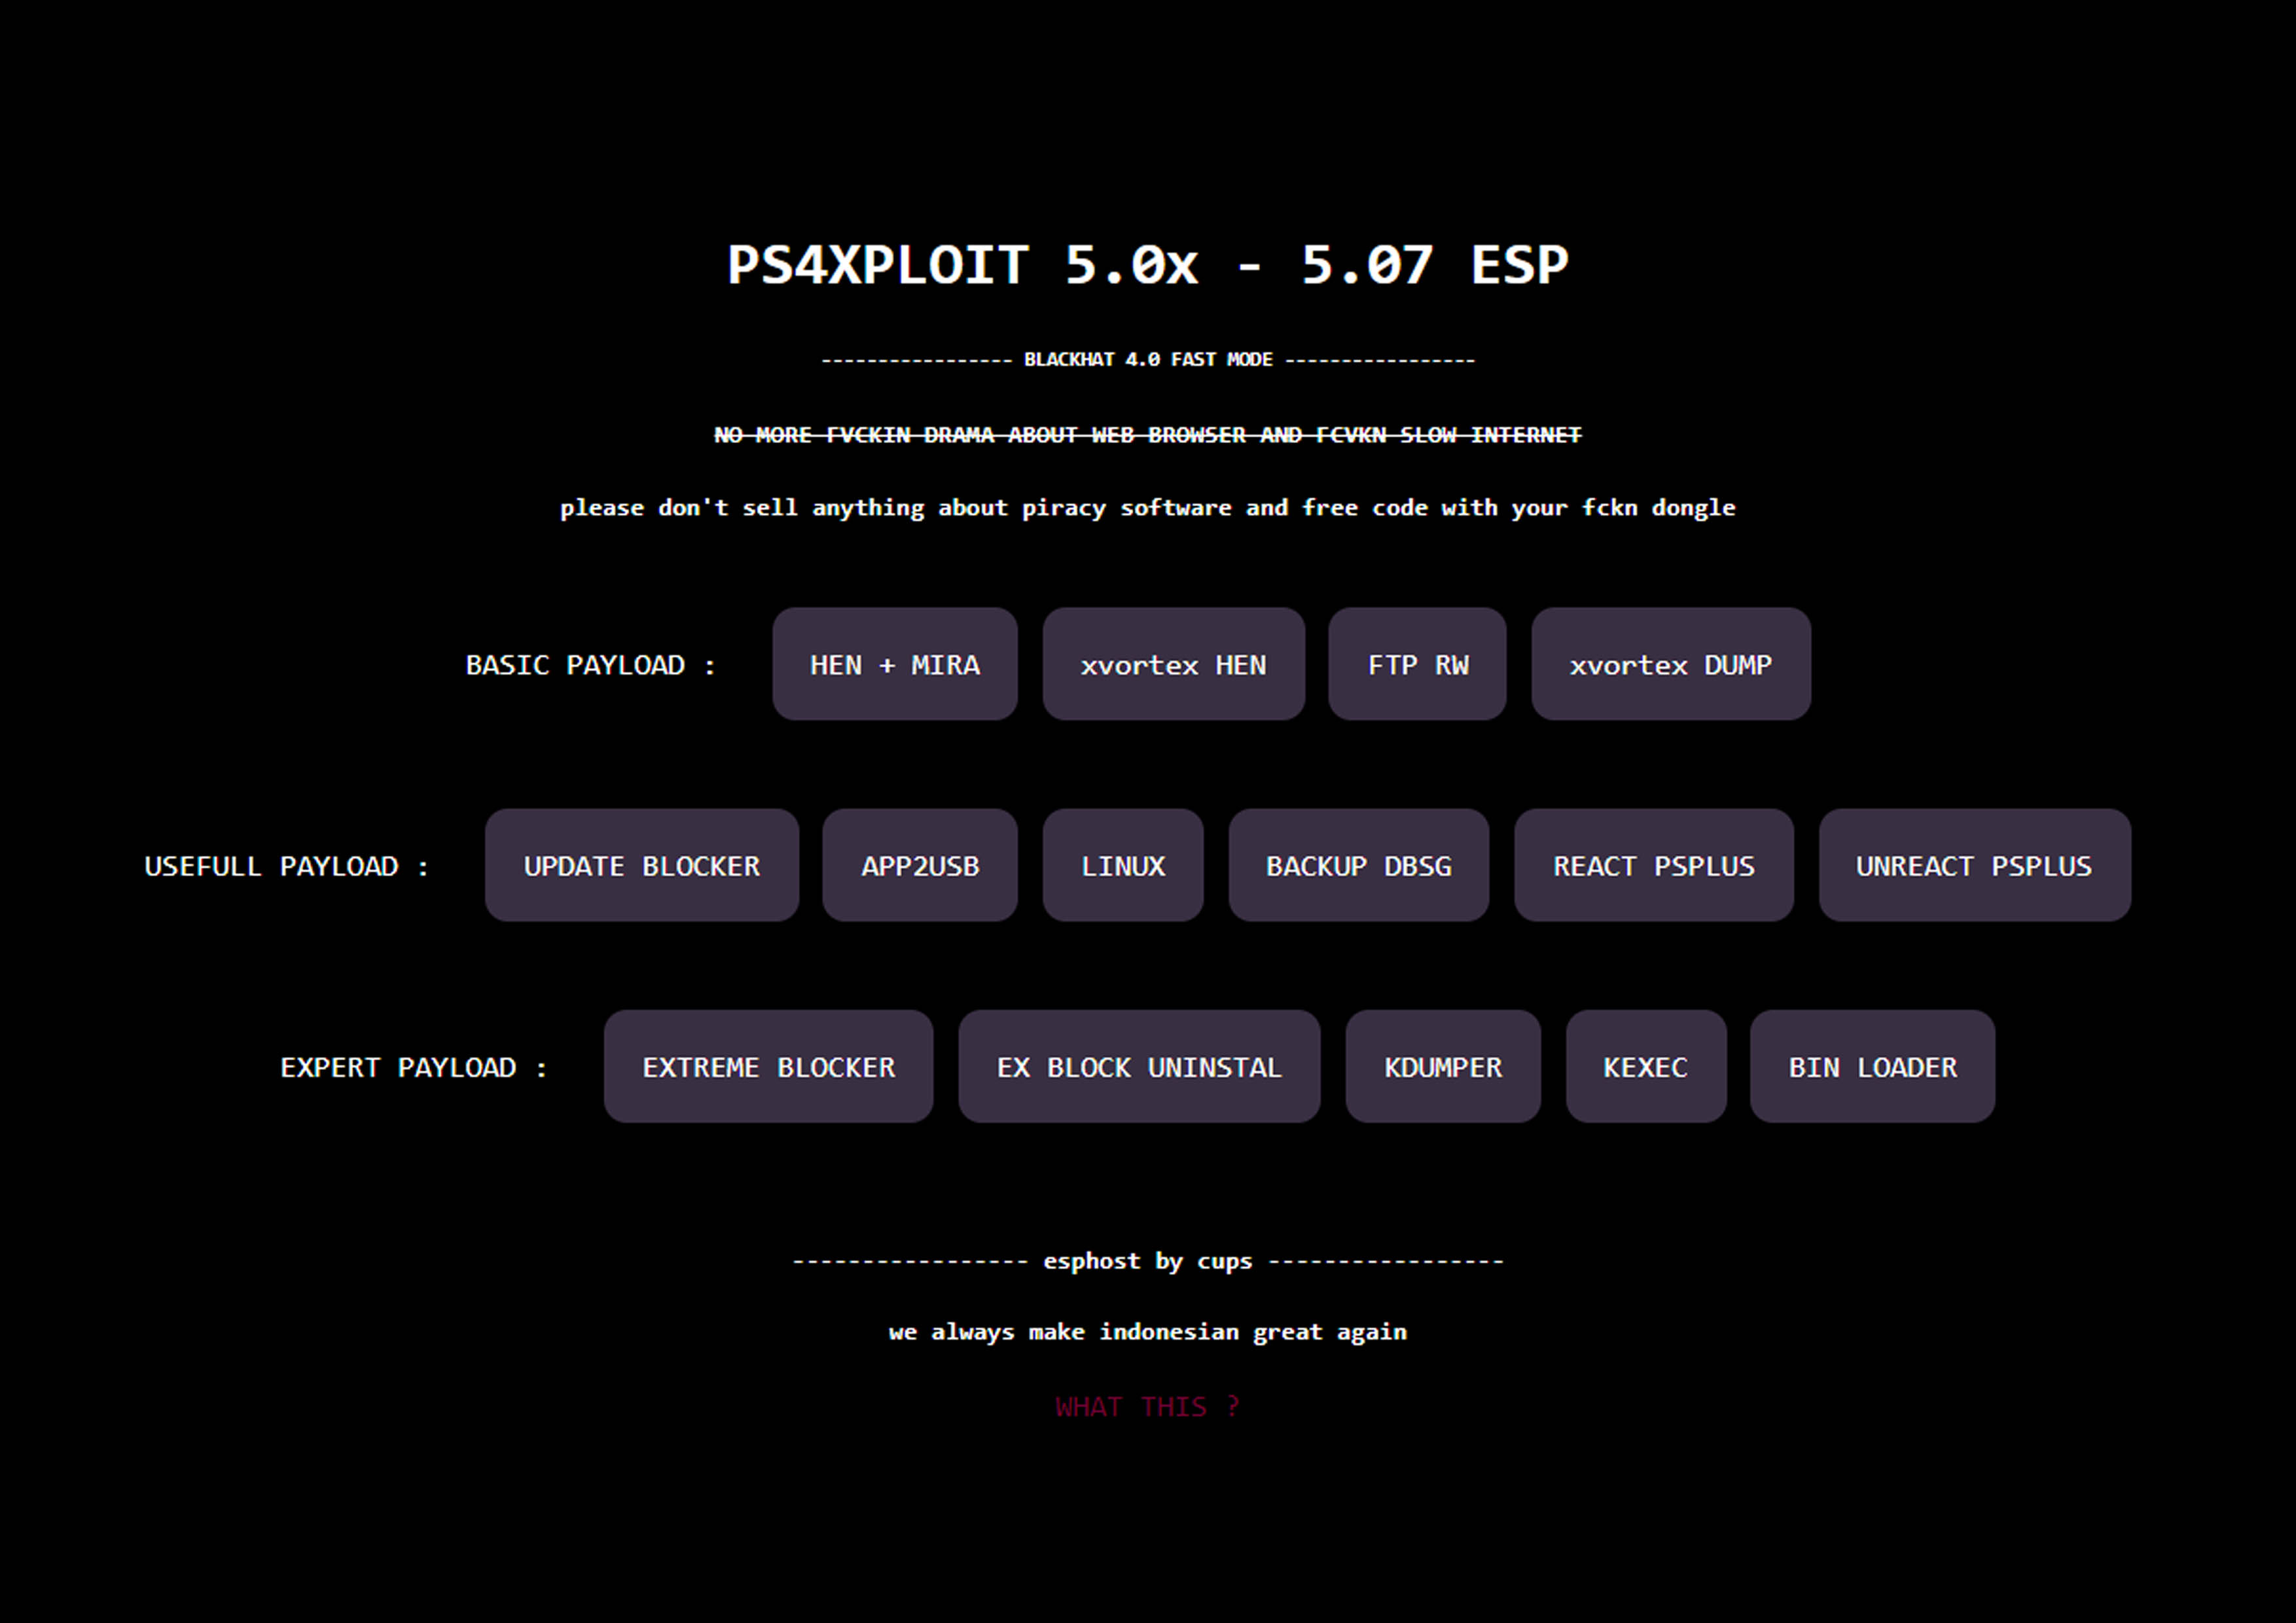 PS4XPLOIT 5.0x - 5.07 ESP
----------------- BLACKHAT 4.0 FAST MODE -----------------
NO MORE FVCKIN DRAMA ABOUT WEB BROWSER AND FCVKN SLOW INTERNET
please don't sell anything about piracy software and free code with your fckn dongle
BASIC PAYLOAD : HEN + MIRA xvortex HEN FTP RW xvortex DUMP
USEFULL PAYLOAD : UPDATE BLOCKER APP2USB LINUX BACKUP DBSG REACT PSPLUS UNREACT PSPLUS
EXPERT PAYLOAD : EXTREME BLOCKER EX BLOCK UNINSTAL KDUMPER KEXEC BIN LOADER
----------------- esphost by cups -----------------
we always make indonesian great again
WHAT THIS ?